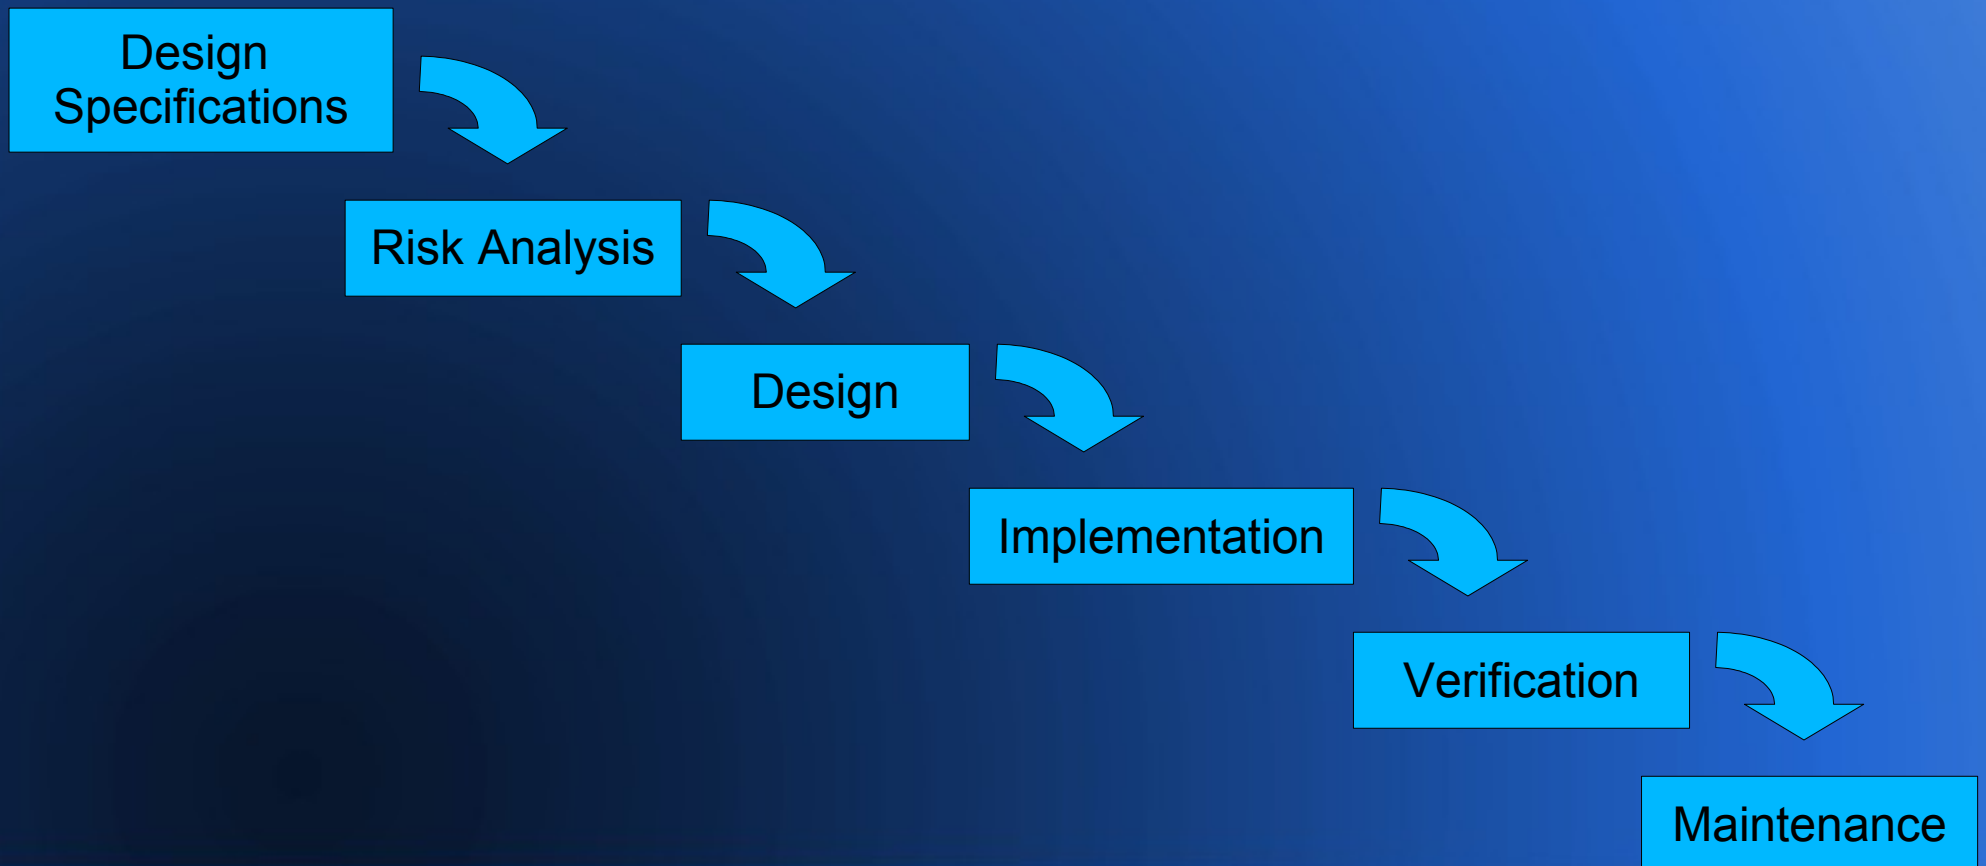 Design
Specifications
Risk Analysis
Design
Implementation
Verification
Maintenance